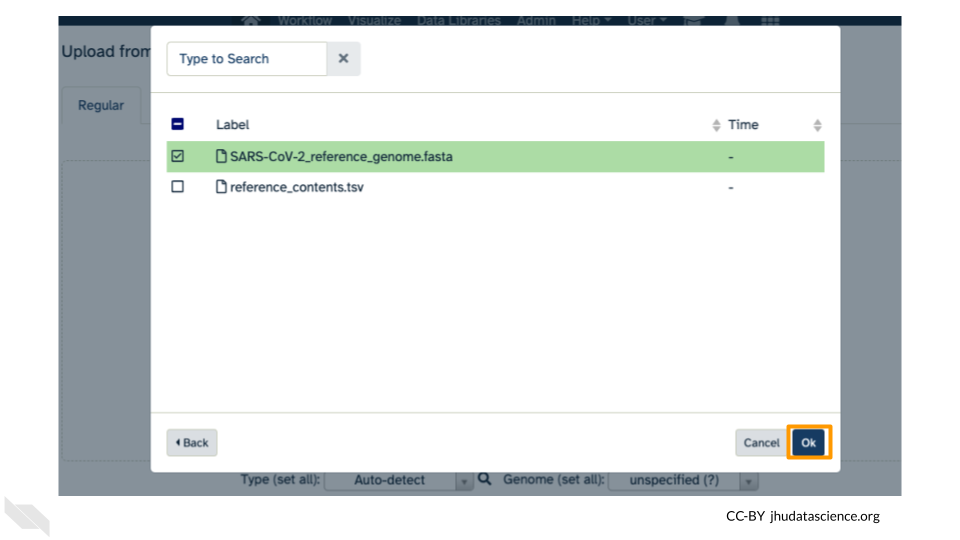 Workflow Visualize Data Libraries Admin Help User
Upload from
Type to Search
Regular
Label Time
SARS-CoV-2_reference_genome.fasta -
reference_contents.tsv -
Back Cancel Ok
Type (set all): Auto-detect Genome (set all): unspecified (?)
CC-BY jhudatascience.org